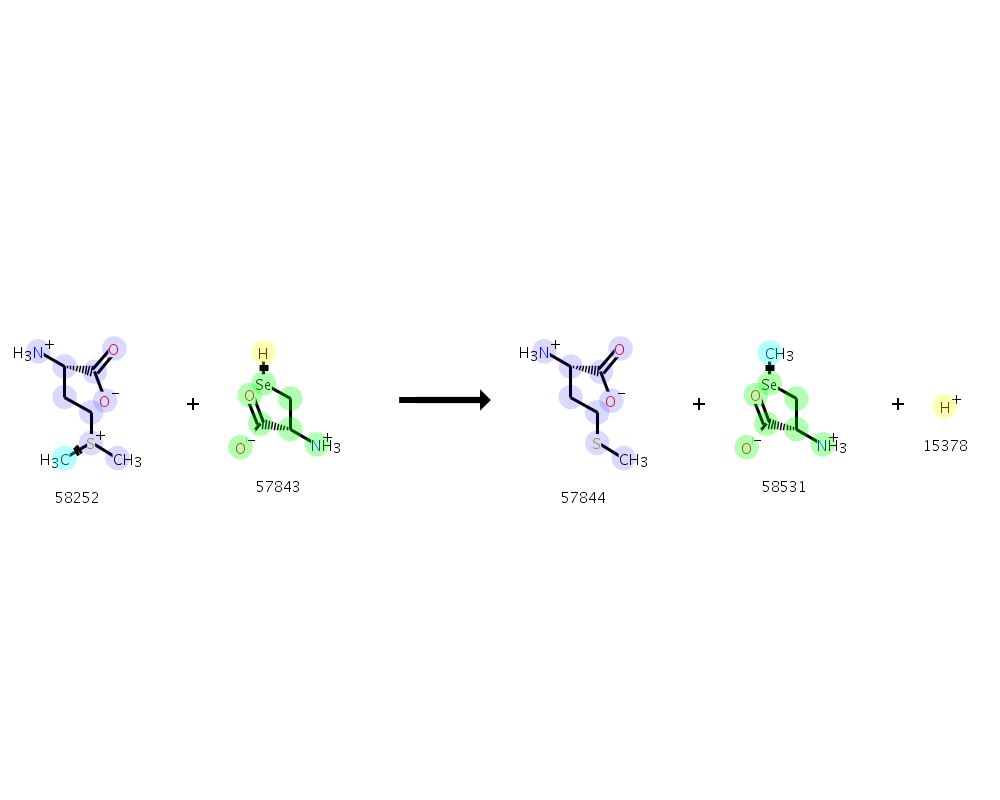 H3N+ O O− S+ H3C CH3
58252
+
H Se O O− NH3+
57843
H3N+ O O− S CH3
57844
+
CH3 Se O O− NH3+
58531
+
H+
15378